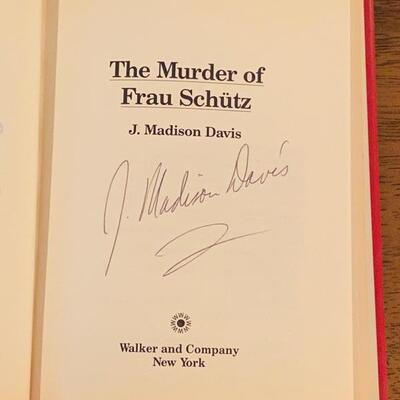 The Murder of
Frau Schütz
J. Madison Davis
J. Madison Davis
Walker and Company
New York